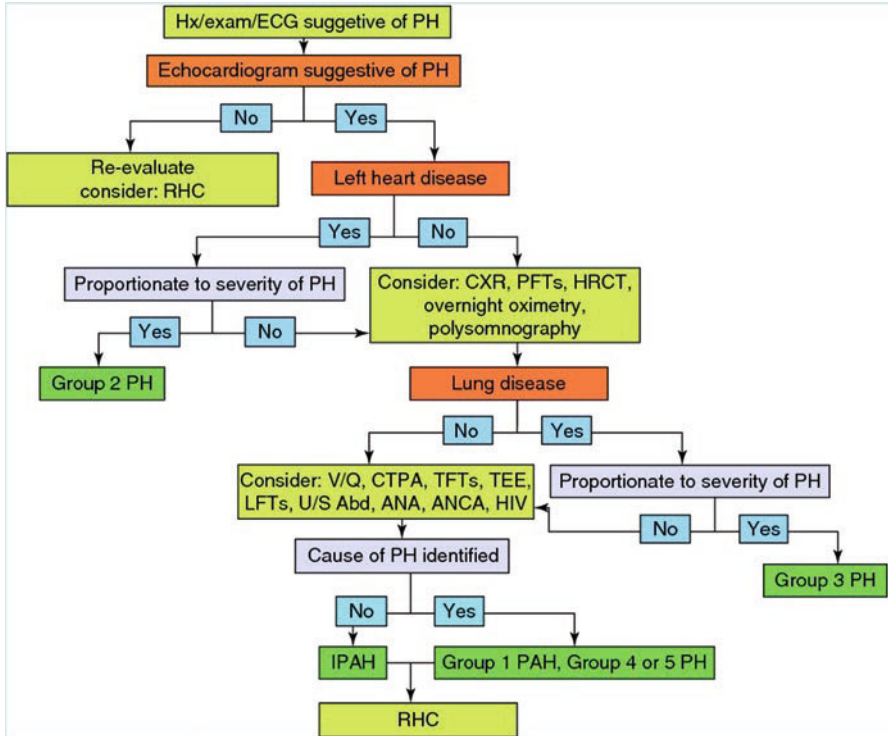 Hx/exam/ECG suggetive of PH
Echocardiogram suggestive of PH
No
Yes
Re-evaluate
consider: RHC
Left heart disease
Yes
No
Proportionate to severity of PH
Consider: CXR, PFTs, HRCT,
overnight oximetry,
polysomnography
Yes
No
Group 2 PH
Lung disease
No
Yes
Consider: V/Q, CTPA, TFTs, TEE,
LFTs, U/S Abd, ANA, ANCA, HIV
Proportionate to severity of PH
No
Yes
Cause of PH identified
Group 3 PH
No
Yes
IPAH
Group 1 PAH, Group 4 or 5 PH
RHC